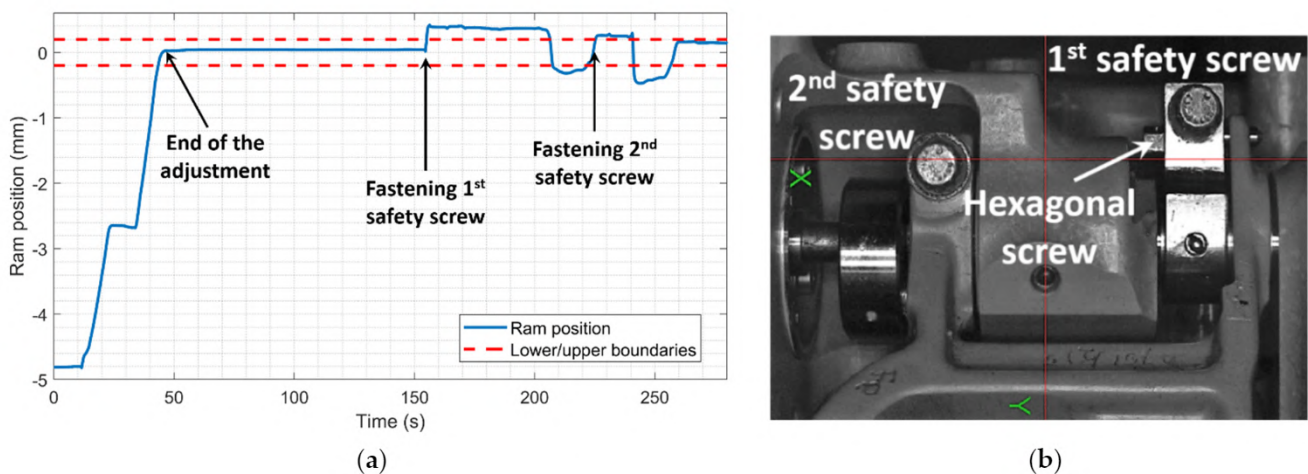 0
-1
-2
-3
-4
-5
0
50
100
150
200
250
Ram position (mm)
Time (s)
End of the
adjustment
Fastening 1st
safety screw
Fastening 2nd
safety screw
Ram position
Lower/upper boundaries
(a)
1st safety screw
2nd safety
screw
Hexagonal
screw
X
Y
(b)